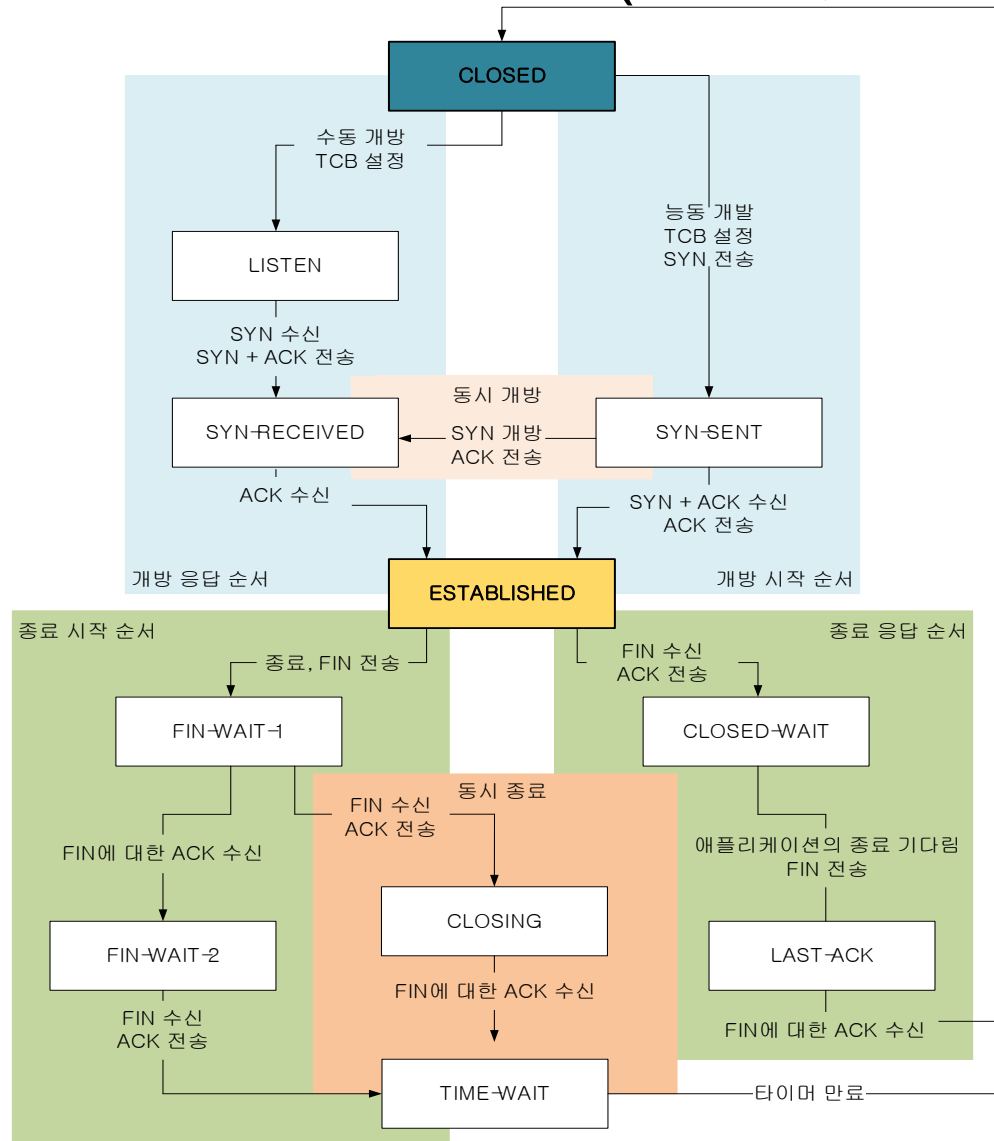 CLOSED
수동 개방
TCB 설정
능동 개발
TCB 설정
SYN 전송
LISTEN
SYN 수신
SYN + ACK 전송
동시 개방
SYN-RECEIVED
SYN 개방
ACK 전송
SYN-SENT
ACK 수신
SYN + ACK 수신
ACK 전송
개방 응답 순서
개방 시작 순서
ESTABLISHED
종료 시작 순서
종료 응답 순서
종료, FIN 전송
FIN 수신
ACK 전송
FIN-WAIT-1
CLOSED-WAIT
동시 종료
FIN 수신
ACK 전송
FIN에 대한 ACK 수신
애플리케이션의 종료 기다림
FIN 전송
CLOSING
FIN-WAIT-2
LAST-ACK
FIN에 대한 ACK 수신
FIN 수신
ACK 전송
FIN에 대한 ACK 수신
TIME-WAIT
타이머 만료